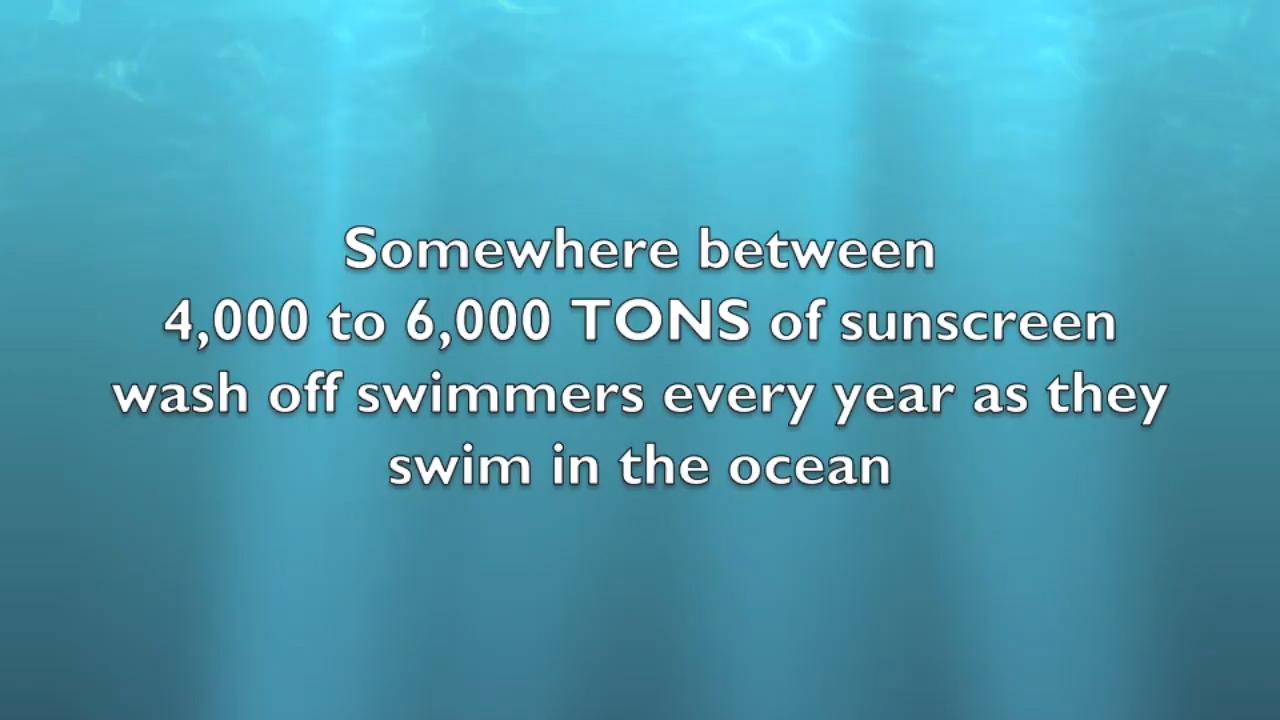 Somewhere between
4,000 to 6,000 TONS of sunscreen
wash off swimmers every year as they
swim in the ocean